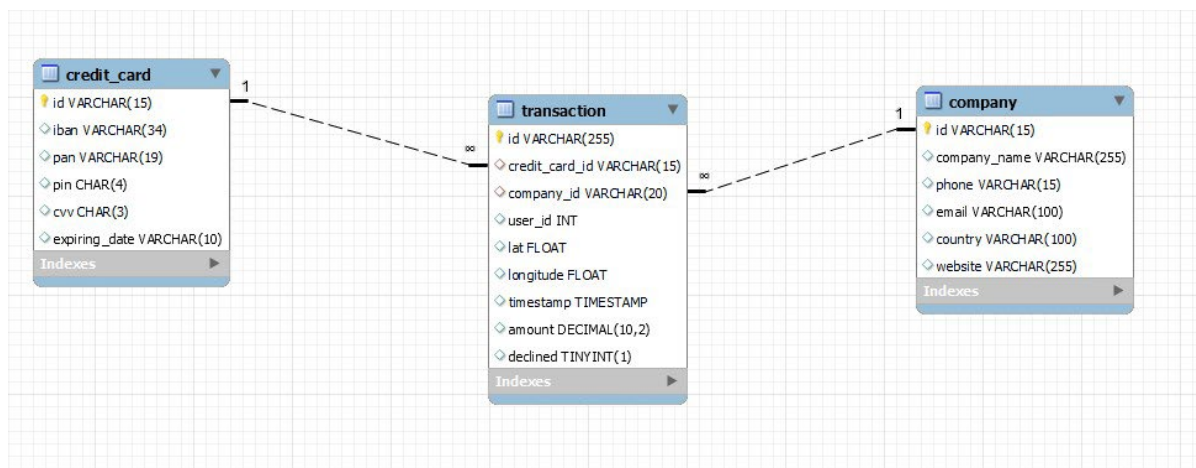 credit_card
id VARCHAR(15)
iban VARCHAR(34)
pan VARCHAR(19)
pin CHAR(4)
cvv CHAR(3)
expiring_date VARCHAR(10)
Indexes
1
∞
transaction
id VARCHAR(255)
credit_card_id VARCHAR(15)
company_id VARCHAR(20)
user_id INT
lat FLOAT
longitude FLOAT
timestamp TIMESTAMP
amount DECIMAL(10,2)
declined TINYINT(1)
Indexes
∞
1
company
id VARCHAR(15)
company_name VARCHAR(255)
phone VARCHAR(15)
email VARCHAR(100)
country VARCHAR(100)
website VARCHAR(255)
Indexes